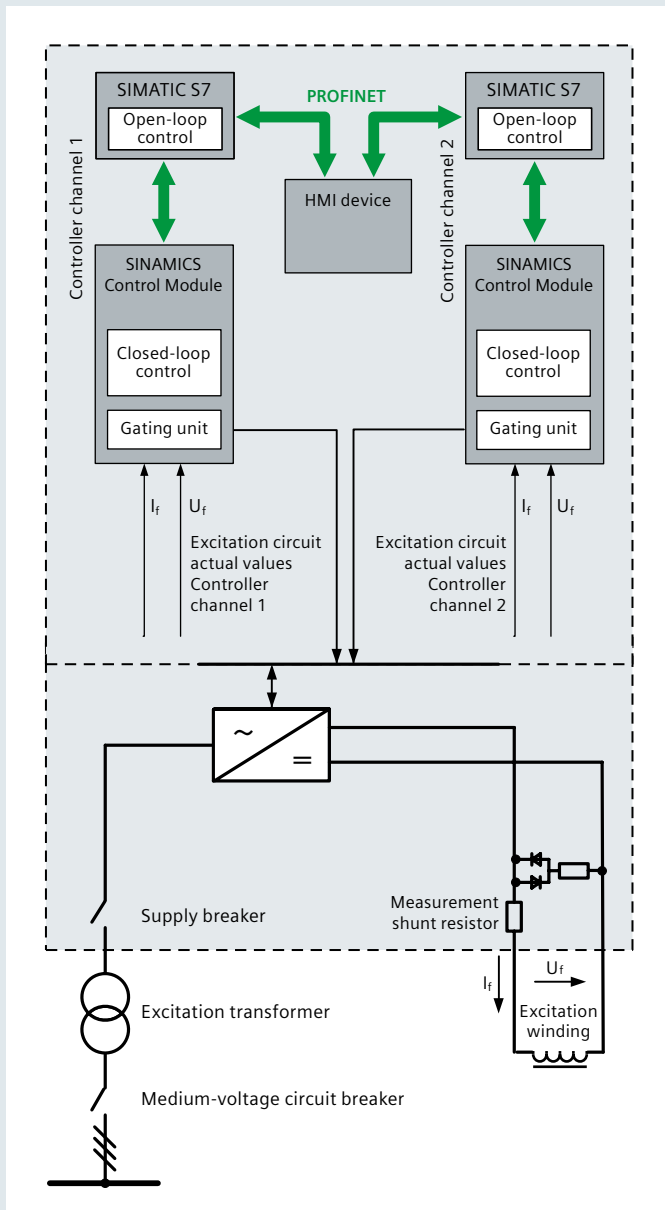 SIMATIC S7
Open-loop
control
Controller channel 1
PROFINET
HMI device
SIMATIC S7
Open-loop
control
Controller channel 2
SINAMICS
Control Module
Closed-loop
control
Gating unit
SINAMICS
Control Module
Closed-loop
control
Gating unit
If
Uf
Excitation circuit
actual values
Controller
channel 1
Excitation circuit
actual values
Controller
channel 2
If
Uf
~
=
Supply breaker
Measurement
shunt resistor
If
Uf
Excitation
winding
Excitation transformer
Medium-voltage circuit breaker